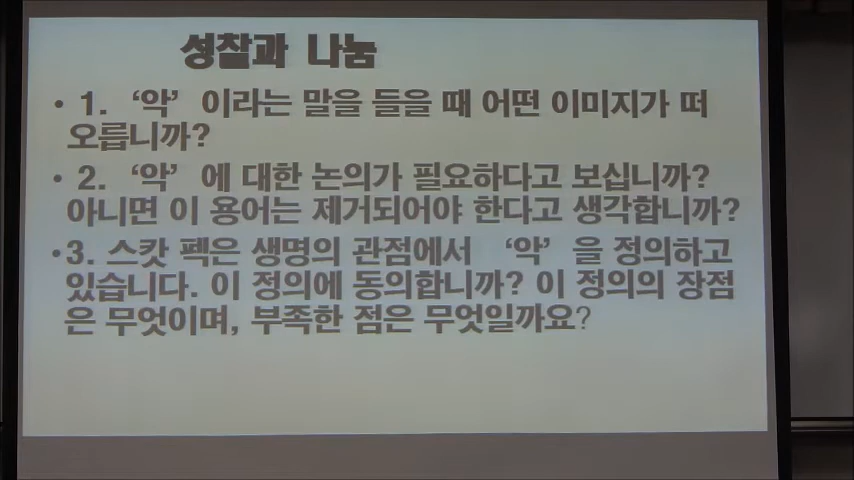 성찰과 나눔
• 1. ‘악’ 이라는 말을 들을 때 어떤 이미지가 떠
오릅니까?
• 2. ‘악’ 에 대한 논의가 필요하다고 보십니까?
아니면 이 용어는 제거되어야 한다고 생각합니까?
• 3. 스캇 펙은 생명의 관점에서 ‘악’ 을 정의하고
있습니다. 이 정의에 동의합니까? 이 정의의 장점
은 무엇이며, 부족한 점은 무엇일까요?